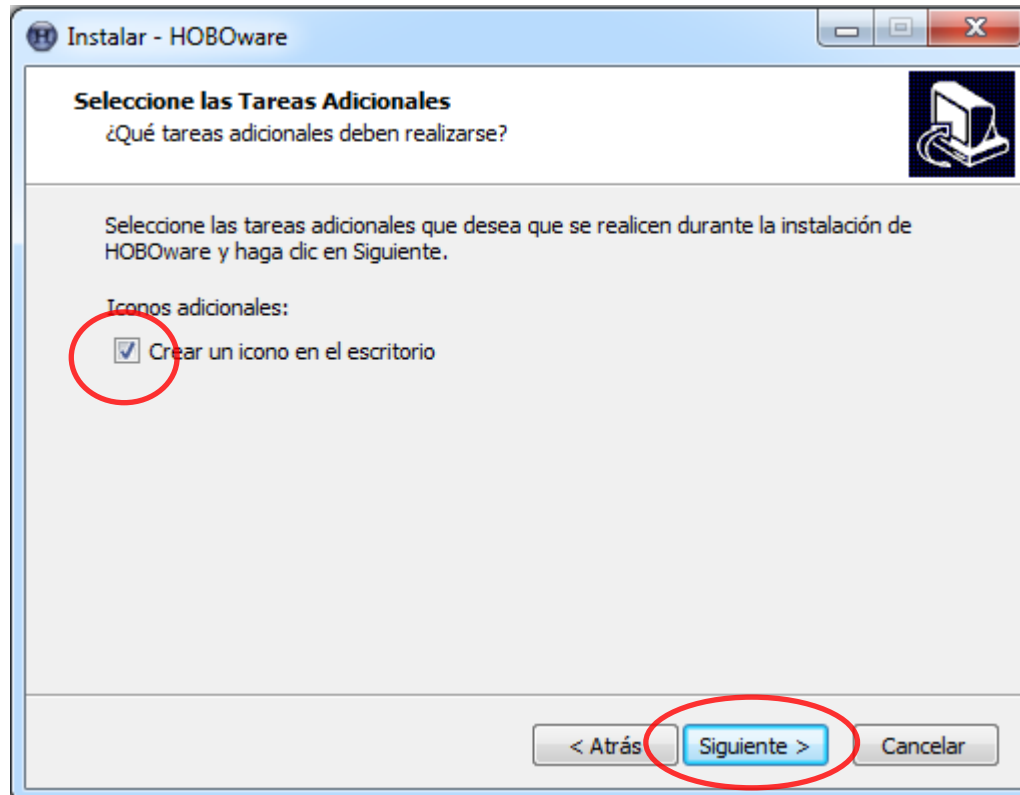 Instalar - HOBOware
Seleccione las Tareas Adicionales
¿Qué tareas adicionales deben realizarse?
Seleccione las tareas adicionales que desea que se realicen durante la instalación de
HOBOware y haga clic en Siguiente.
Iconos adicionales:
Crear un icono en el escritorio
< Atrás
Siguiente >
Cancelar